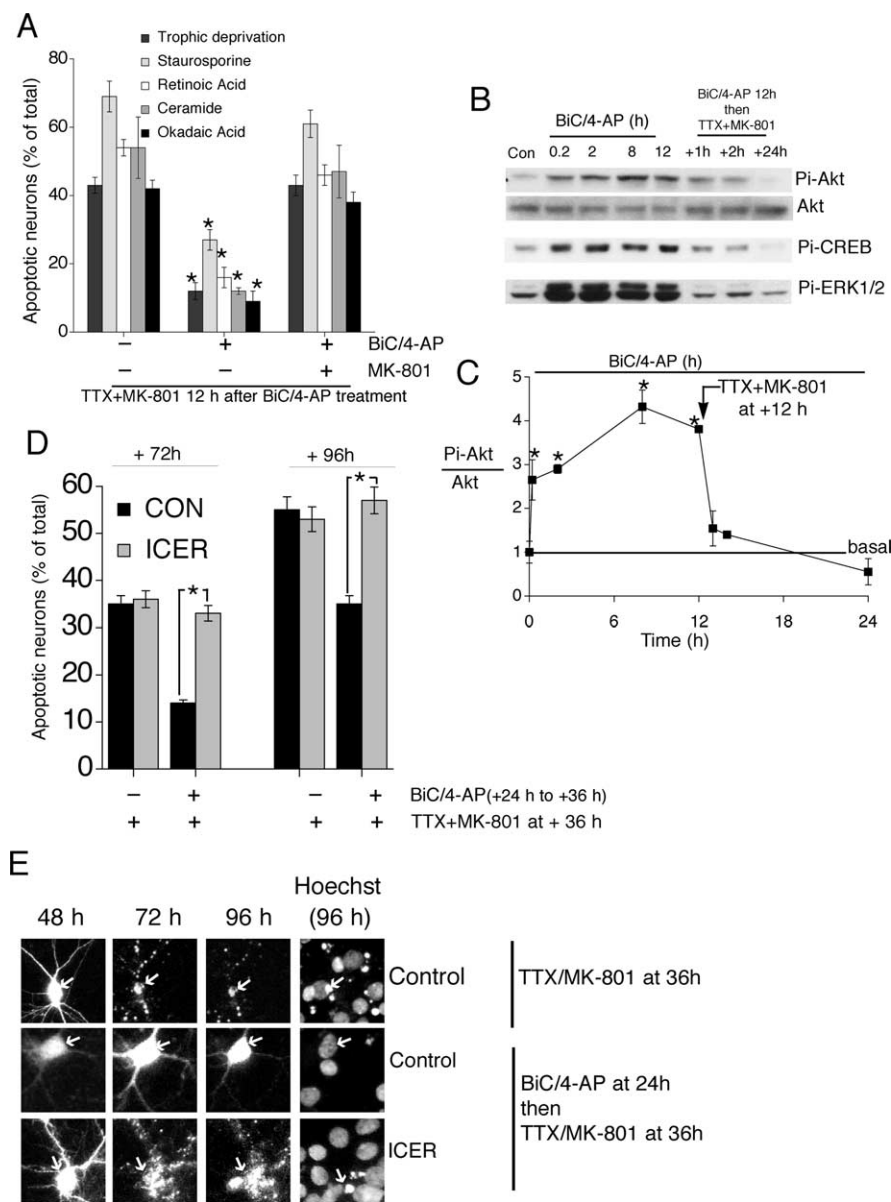 A
Trophic deprivation
Staurosporine
Retinoic Acid
Ceramide
Okadaic Acid
Apoptotic neurons (% of total)
80
60
40
20
0
* * * * *
− + + BiC/4-AP
− − + MK-801
TTX+MK-801 12 h after BiC/4-AP treatment
B
BiC/4-AP (h)
BiC/4-AP 12h
then
TTX+MK-801
Con 0.2 2 8 12 +1h +2h +24h
Pi-Akt
Akt
Pi-CREB
Pi-ERK1/2
C
BiC/4-AP (h)
TTX+MK-801
at +12 h
Pi-Akt
Akt
5
4
3
2
1
0
* * * *
basal
0 6 12 18 24
Time (h)
D
+ 72h + 96h
CON
ICER
Apoptotic neurons (% of total)
60
50
40
30
20
10
0
* *
− + − + BiC/4-AP(+24 h to +36 h)
+ + + + TTX+MK-801 at + 36 h
E
Hoechst
48 h 72 h 96 h (96 h)
Control
TTX/MK-801 at 36h
Control
ICER
BiC/4-AP at 24h
then
TTX/MK-801 at 36h